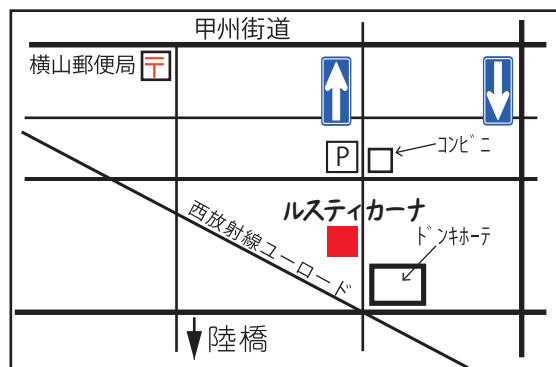 甲州街道
横山郵便局
〒
P
コンビニ
ルスティカーナ
ドンキホーテ
西放射線ユーロード
陸橋